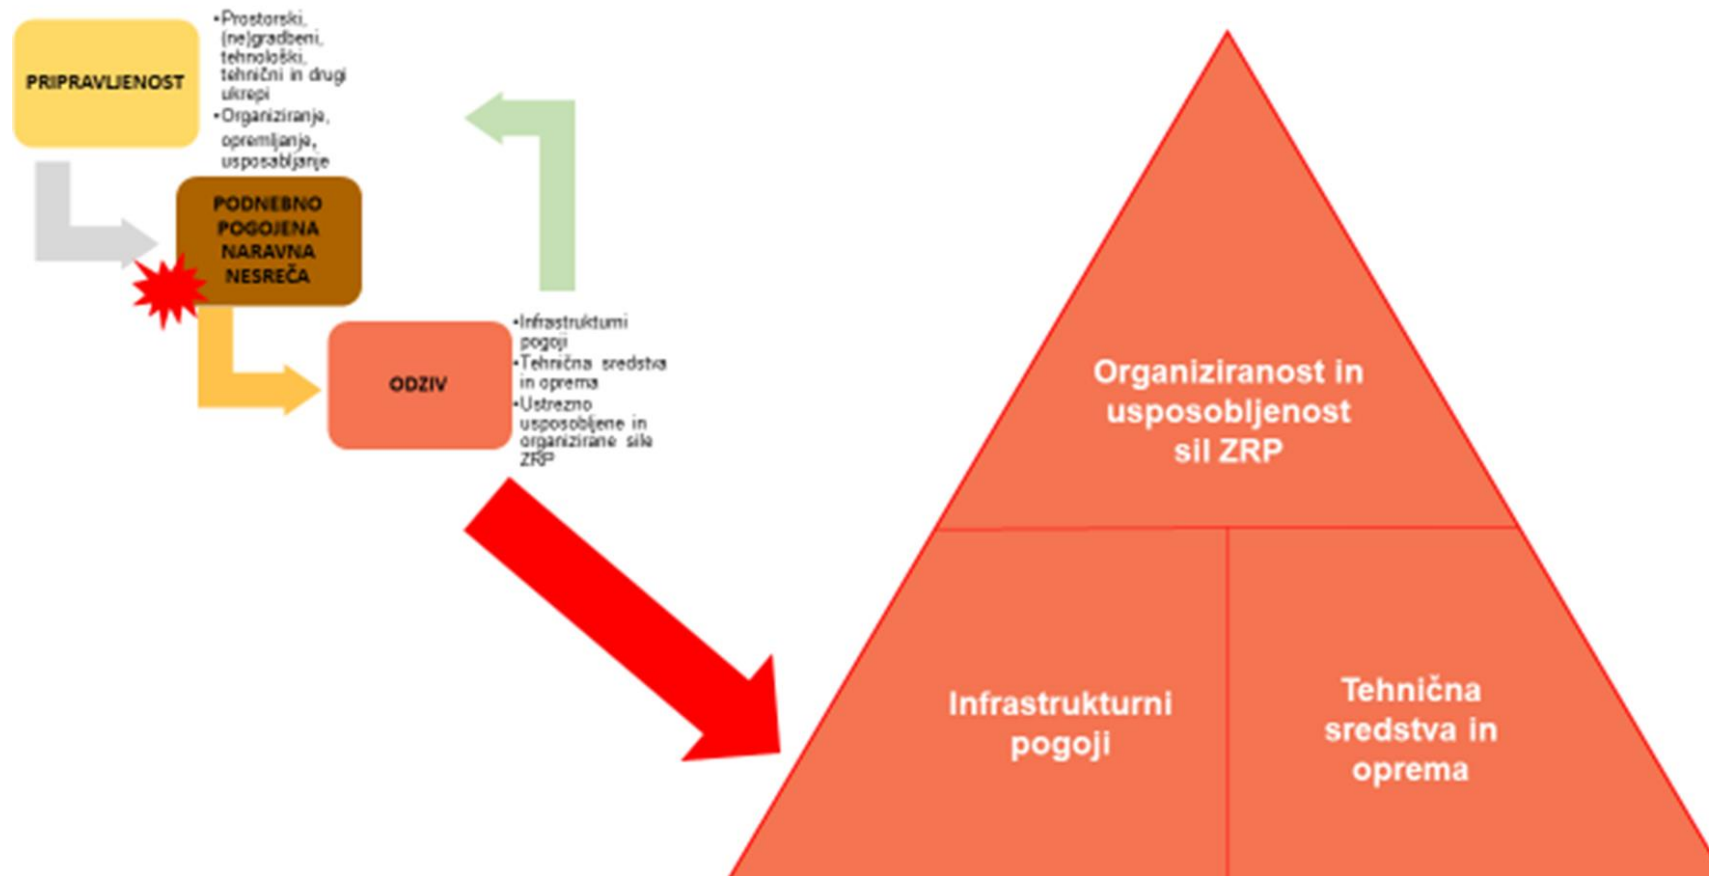 PRIPRAVLJENOST
•Prostorski,
(ne)gradbeni,
tehnološki,
tehnični in drugi
ukrepi
•Organiziranje,
opremljanje,
usposabljanje
PODNEBNO
POGOJENA
NARAVNA
NESREČA
ODZIV
•Infrastrukturni
pogoji
•Tehnična sredstva
in oprema
•Ustrezno
usposobljene in
organizirane sile
ZRP
Organiziranost in
usposobljenost
sil ZRP
Infrastrukturni
pogoji
Tehnična
sredstva in
oprema